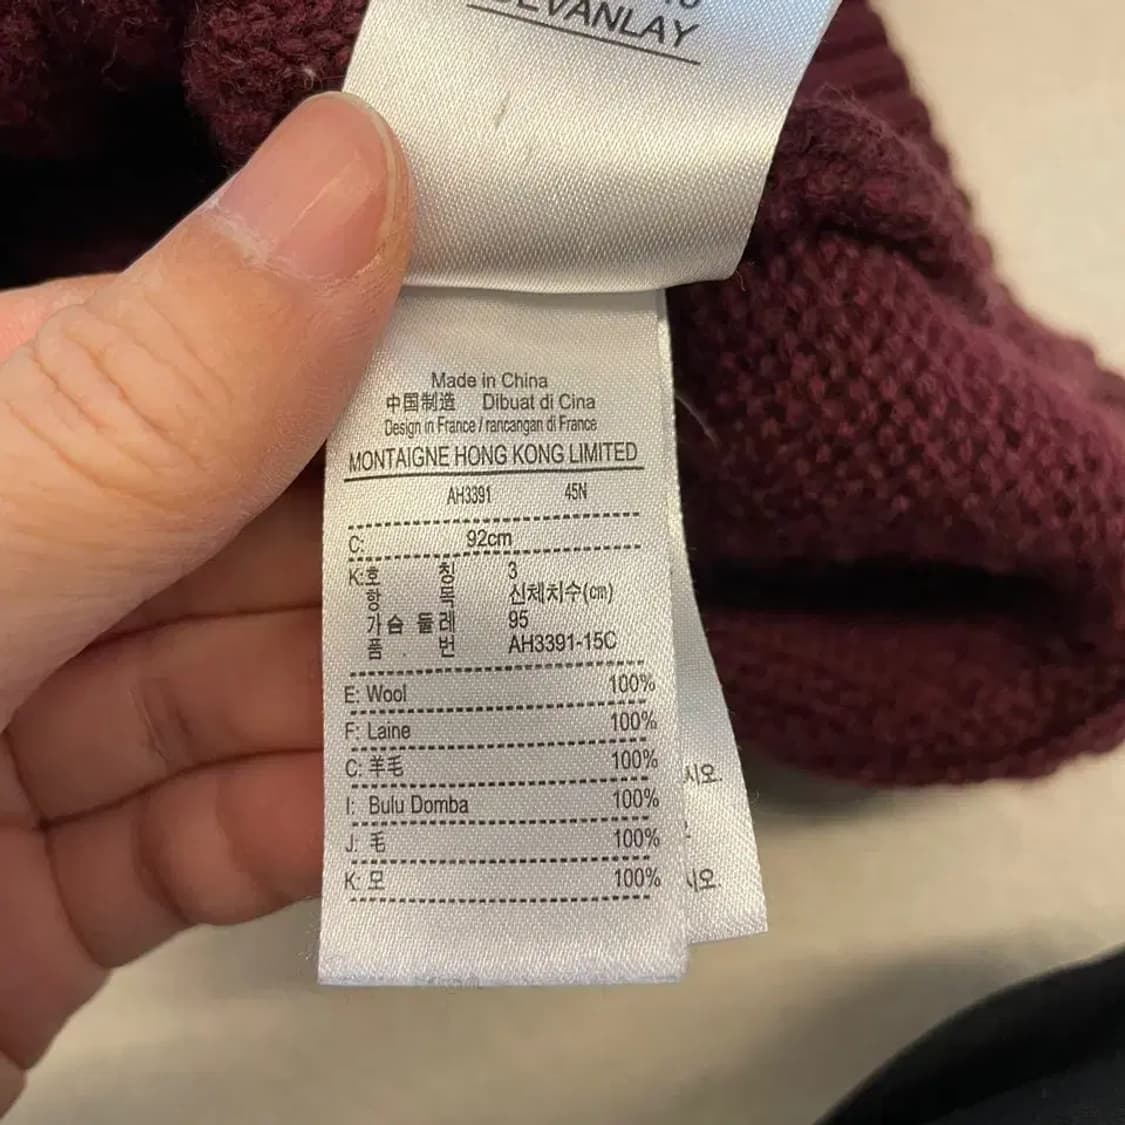 DEVANLAY
Made in China
中国制造 Dibuat di Cina
Design in France / rancangan di France
MONTAIGNE HONG KONG LIMITED
AH3391 45N
C: 92cm
K:호 칭 3
항 목 신체치수(cm)
가슴 둘레 95
품 번 AH3391-15C
E: Wool 100%
F: Laine 100%
C: 羊毛 100%
I: Bulu Domba 100%
J: 毛 100%
K: 모 100%
시오.
시오.